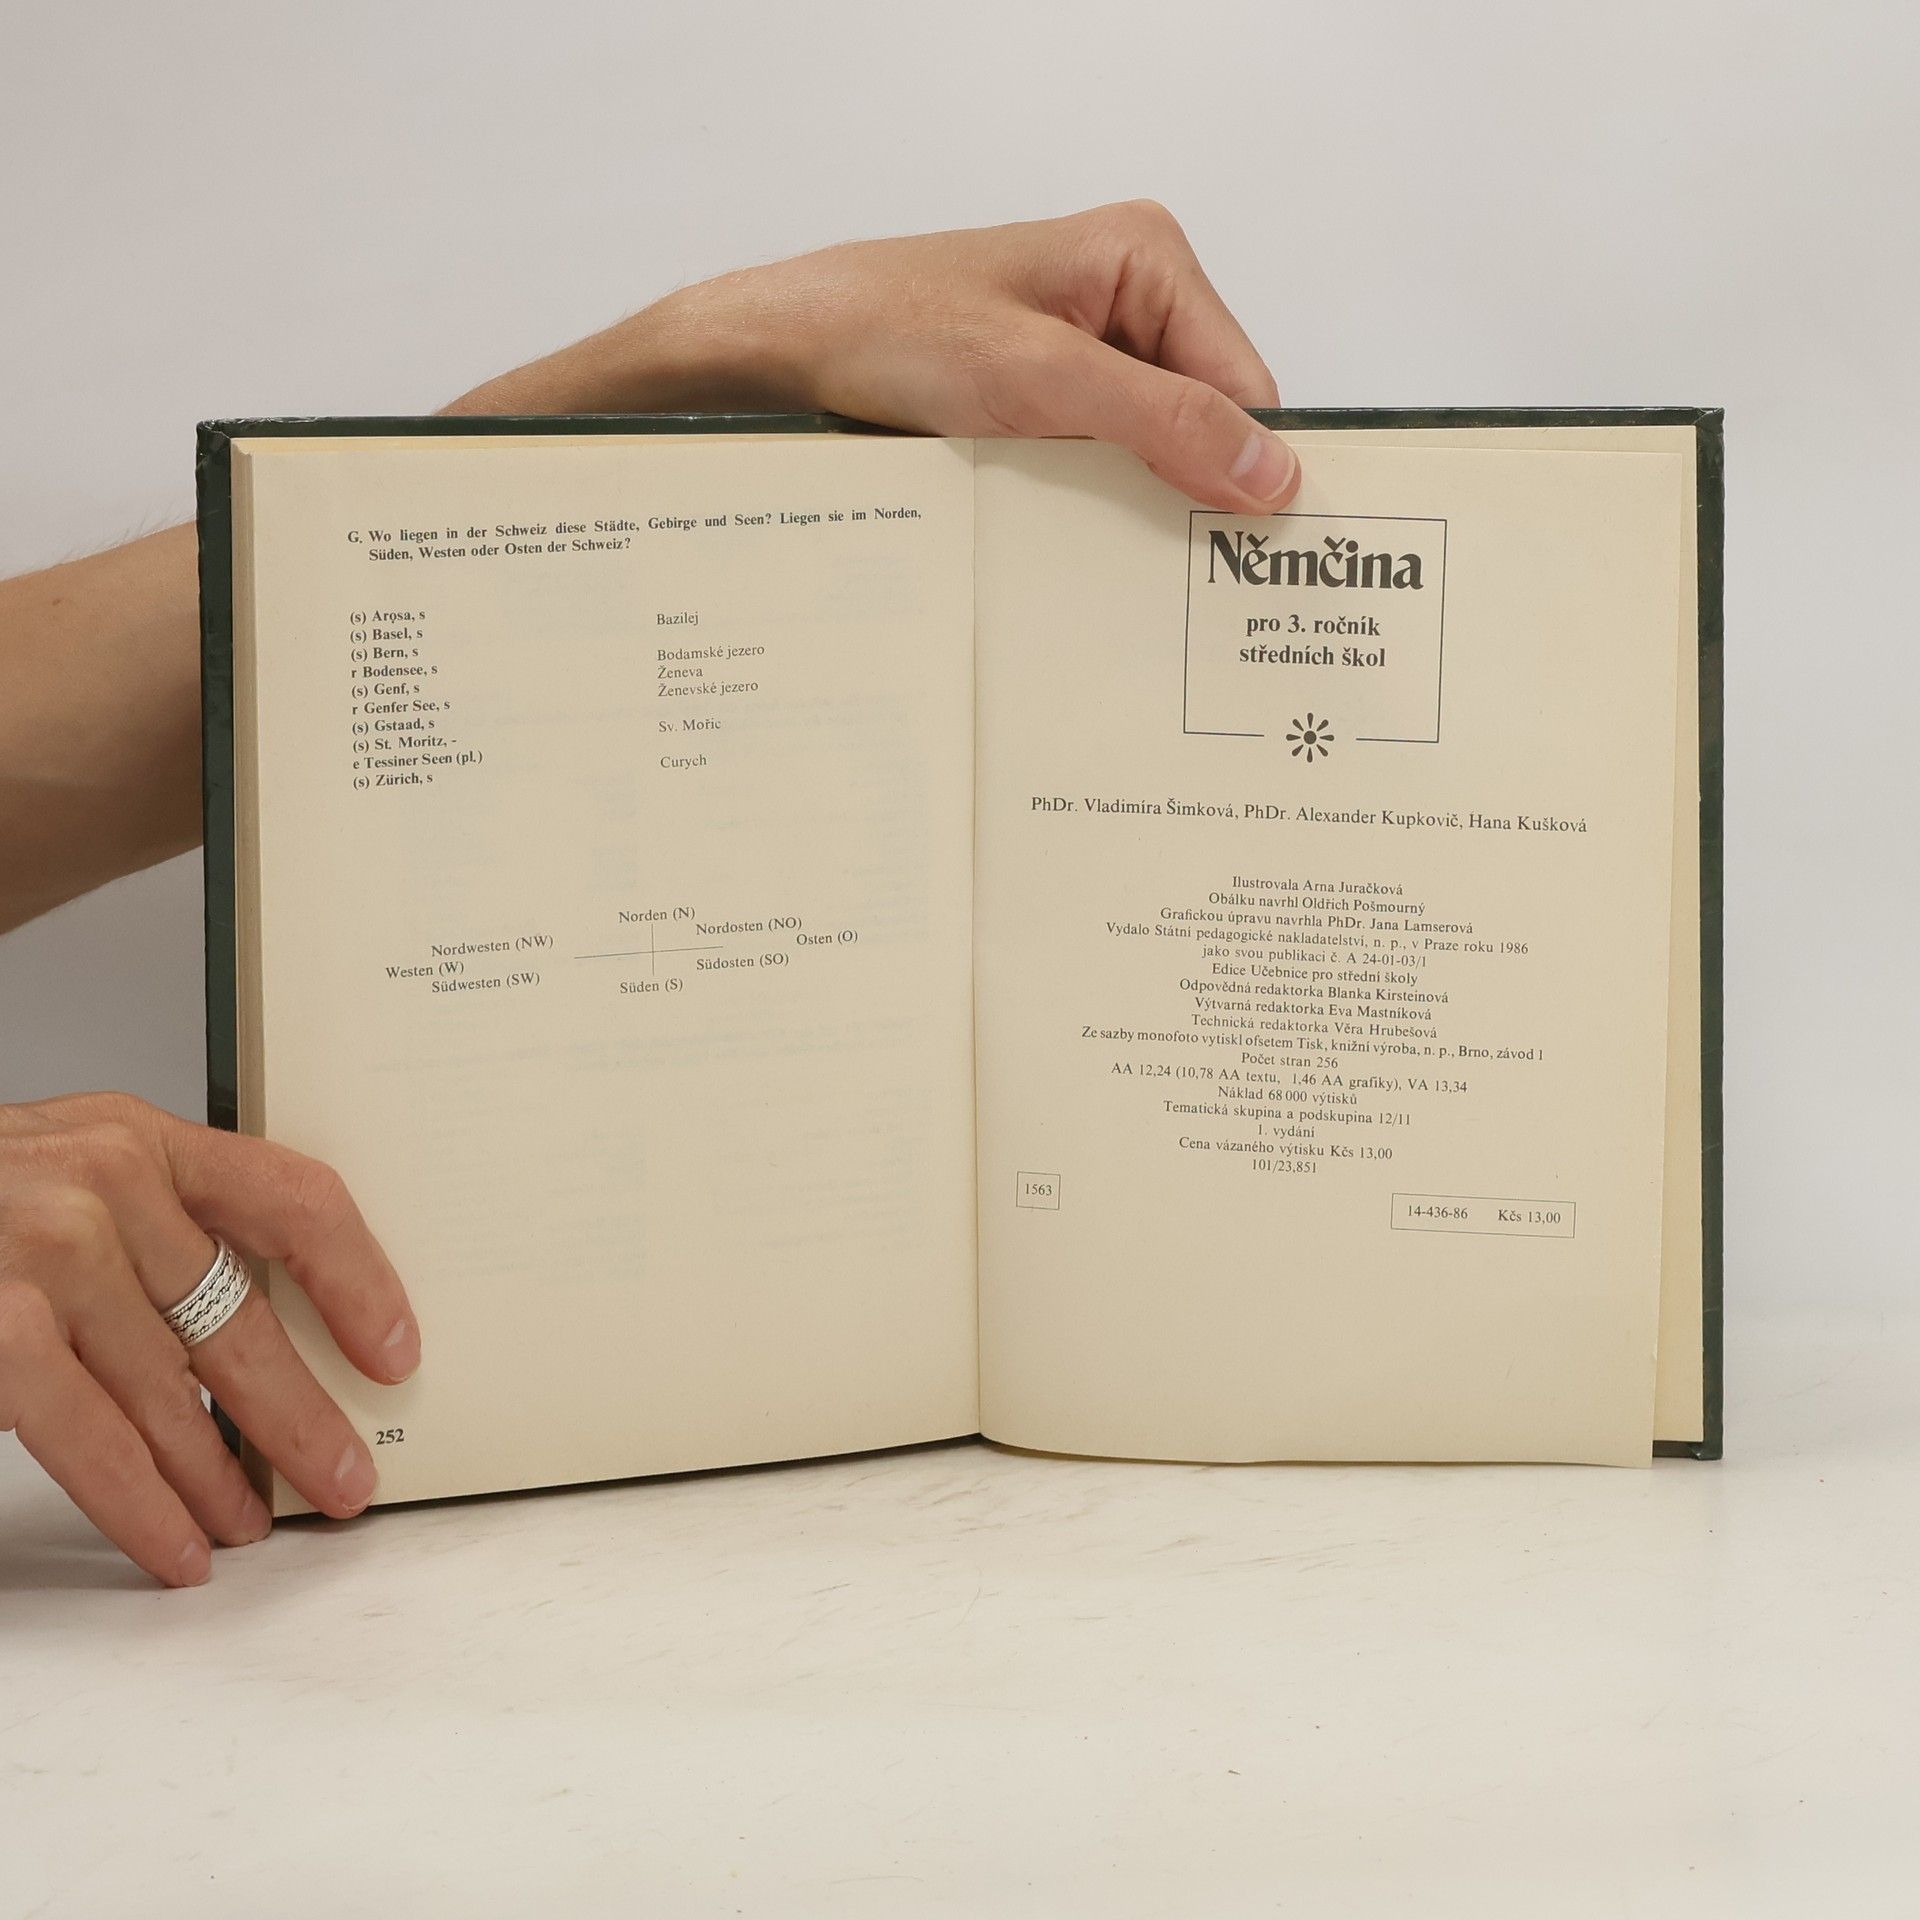 G. Wo liegen in der Schweiz diese Städte, Gebirge und Seen? Liegen sie im Norden,
Süden, Westen oder Osten der Schweiz?
(s) Arosa, s
(s) Basel, s Bazilej
(s) Bern, s
r Bodensee, s Bodamské jezero
(s) Genf, s Ženeva
r Genfer See, s Ženevské jezero
(s) Gstaad, s
(s) St. Moritz, - Sv. Mořic
e Tessiner Seen (pl.)
(s) Zürich, s Curych
Norden (N)
Nordwesten (NW) Nordosten (NO)
Westen (W) Osten (O)
Südwesten (SW) Südosten (SO)
Süden (S)
252
Němčina
pro 3. ročník
středních škol
PhDr. Vladimíra Šimková, PhDr. Alexander Kupkovič, Hana Kušková
Ilustrovala Arna Juračková
Obálku navrhl Oldřich Pošmourný
Grafickou úpravu navrhla PhDr. Jana Lamserová
Vydalo Státní pedagogické nakladatelství, n. p., v Praze roku 1986
jako svou publikaci č. A 24-01-03/1
Edice Učebnice pro střední školy
Odpovědná redaktorka Blanka Kirsteinová
Výtvarná redaktorka Eva Mastníková
Technická redaktorka Věra Hrubešová
Ze sazby monofoto vytiskl ofsetem Tisk, knižní výroba, n. p., Brno, závod 1
Počet stran 256
AA 12,24 (10,78 AA textu, 1,46 AA grafiky), VA 13,34
Náklad 68 000 výtisků
Tematická skupina a podskupina 12/11
1. vydání
Cena vázaného výtisku Kčs 13,00
101/23,851
1563
14-436-86 Kčs 13,00